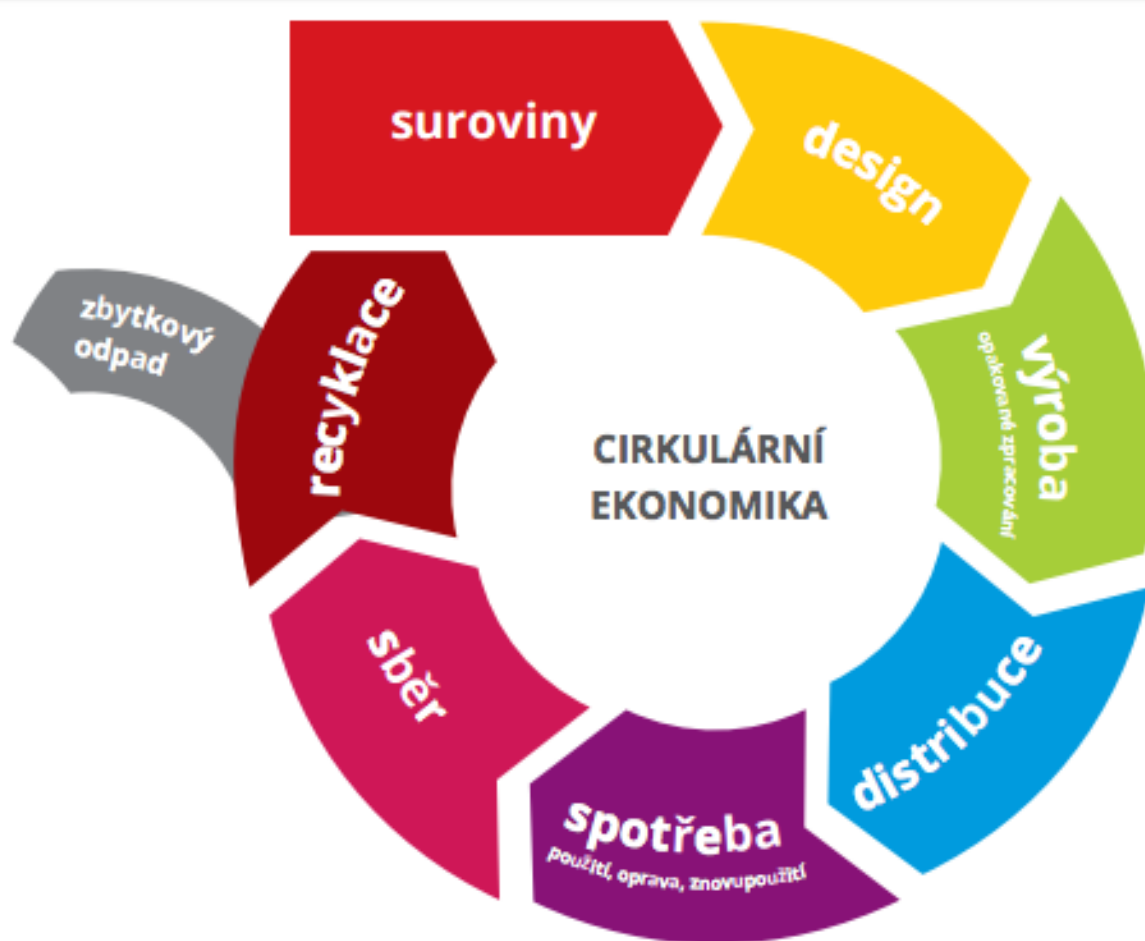 suroviny
design
výroba
opakované zpracování
distribuce
spotřeba
použití, oprava, znovupoužití
sběr
recyklace
zbytkový
odpad
CIRKULÁRNÍ
EKONOMIKA